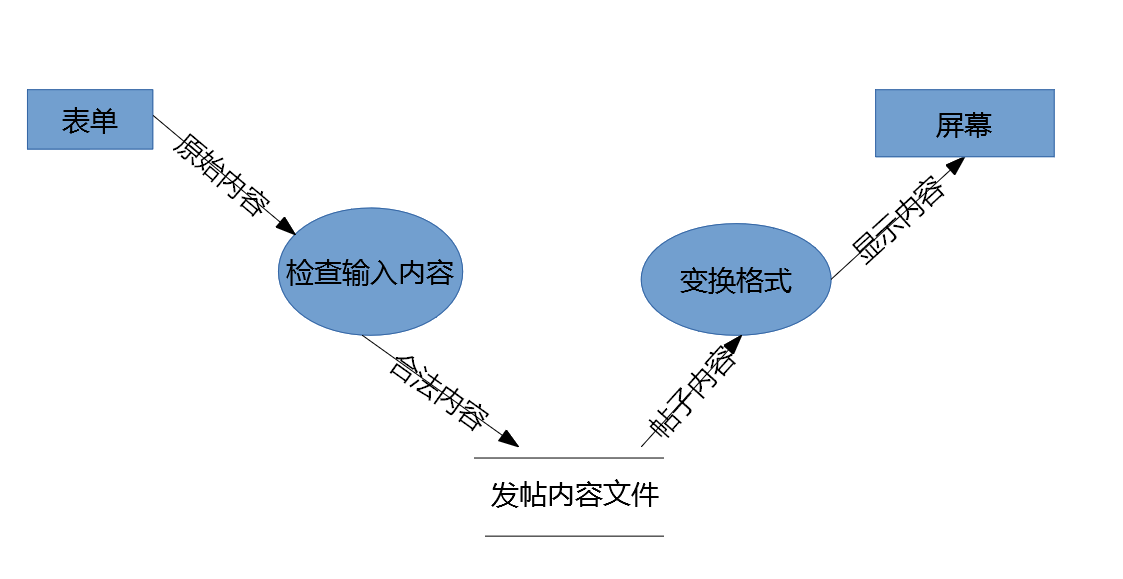 表单
屏幕
原始内容
显示内容
检查输入内容
变换格式
合法内容
帖子内容
发帖内容文件